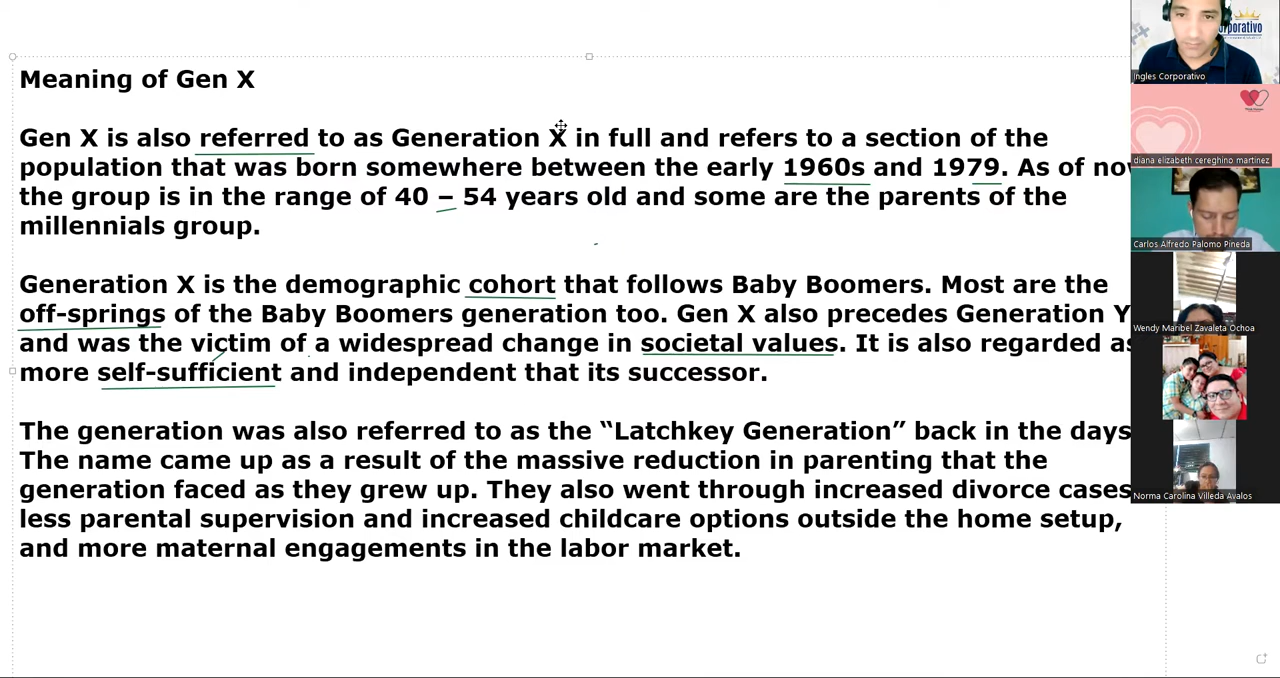 Meaning of Gen X
Gen X is also referred to as Generation X in full and refers to a section of the
population that was born somewhere between the early 1960s and 1979. As of now
the group is in the range of 40 – 54 years old and some are the parents of the
millennials group.
Generation X is the demographic cohort that follows Baby Boomers. Most are the
off-springs of the Baby Boomers generation too. Gen X also precedes Generation Y
and was the victim of a widespread change in societal values. It is also regarded as
more self-sufficient and independent that its successor.
The generation was also referred to as the “Latchkey Generation” back in the days
The name came up as a result of the massive reduction in parenting that the
generation faced as they grew up. They also went through increased divorce cases
less parental supervision and increased childcare options outside the home setup,
and more maternal engagements in the labor market.
orporativo
Ingles Corporativo
diana elizabeth cereghino martinez
Carlos Alfredo Palomo Pineda
Wendy Maribel Zavaleta Ochoa
Norma Carolina Villeda Avalos